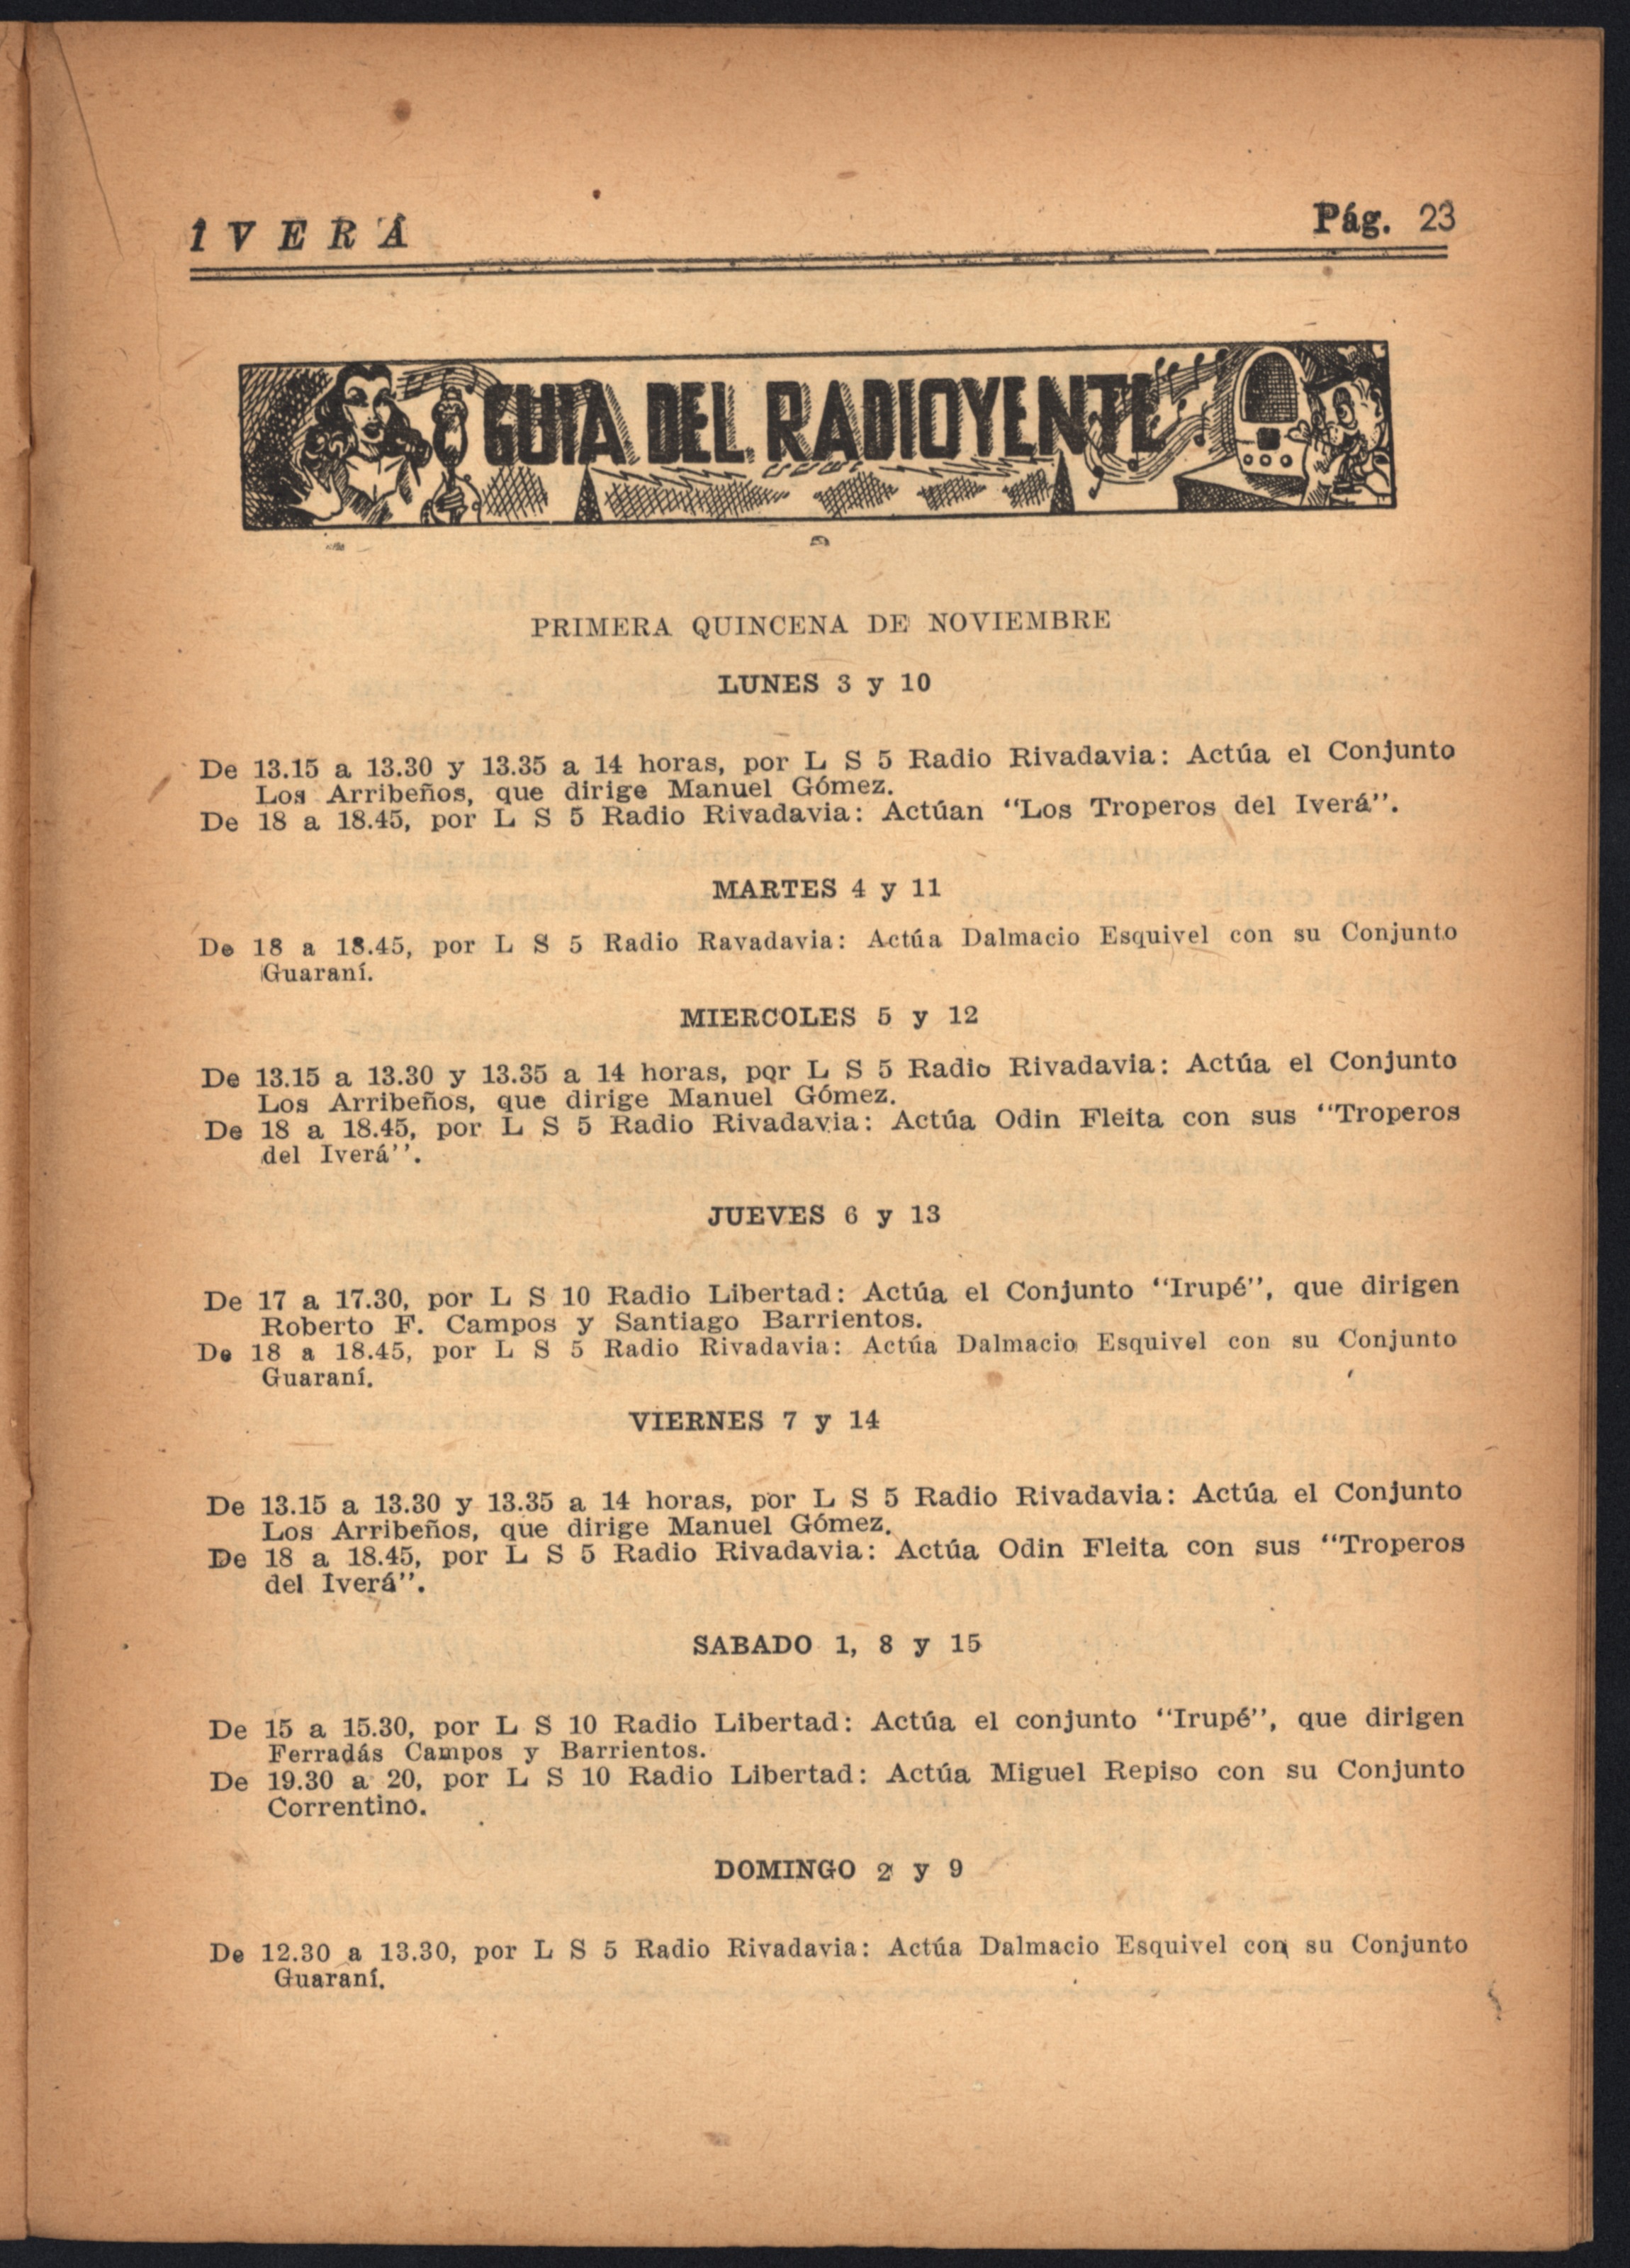 IVERÁ
Pág. 23
GUIA DEL RADIOYENTE
PRIMERA QUINCENA DE NOVIEMBRE
LUNES 3 y 10
De 13.15 a 13.30 y 13.35 a 14 horas, por L S 5 Radio Rivadavia: Actúa el Conjunto
Los Arribeños, que dirige Manuel Gómez.
De 18 a 18.45, por L S 5 Radio Rivadavia: Actúan "Los Troperos del Iverá".
MARTES 4 y 11
De 18 a 18.45, por L S 5 Radio Ravadavia: Actúa Dalmacio Esquivel con su Conjunto
Guaraní.
MIERCOLES 5 y 12
De 13.15 a 13.30 y 13.35 a 14 horas, por L S 5 Radio Rivadavia: Actúa el Conjunto
Los Arribeños, que dirige Manuel Gómez.
De 18 a 18.45, por L S 5 Radio Rivadavia: Actúa Odin Fleita con sus "Troperos
del Iverá".
JUEVES 6 y 13
De 17 a 17.30, por L S 10 Radio Libertad: Actúa el Conjunto "Irupé", que dirigen
Roberto F. Campos y Santiago Barrientos.
De 18 a 18.45, por L S 5 Radio Rivadavia: Actúa Dalmacio Esquivel con su Conjunto
Guaraní.
VIERNES 7 y 14
De 13.15 a 13.30 y 13.35 a 14 horas, por L S 5 Radio Rivadavia: Actúa el Conjunto
Los Arribeños, que dirige Manuel Gómez.
De 18 a 18.45, por L S 5 Radio Rivadavia: Actúa Odin Fleita con sus "Troperos
del Iverá".
SABADO 1, 8 y 15
De 15 a 15.30, por L S 10 Radio Libertad: Actúa el conjunto "Irupé", que dirigen
Ferradás Campos y Barrientos.
De 19.30 a 20, por L S 10 Radio Libertad: Actúa Miguel Repiso con su Conjunto
Correntino.
DOMINGO 2 y 9
De 12.30 a 13.30, por L S 5 Radio Rivadavia: Actúa Dalmacio Esquivel con su Conjunto
Guaraní.